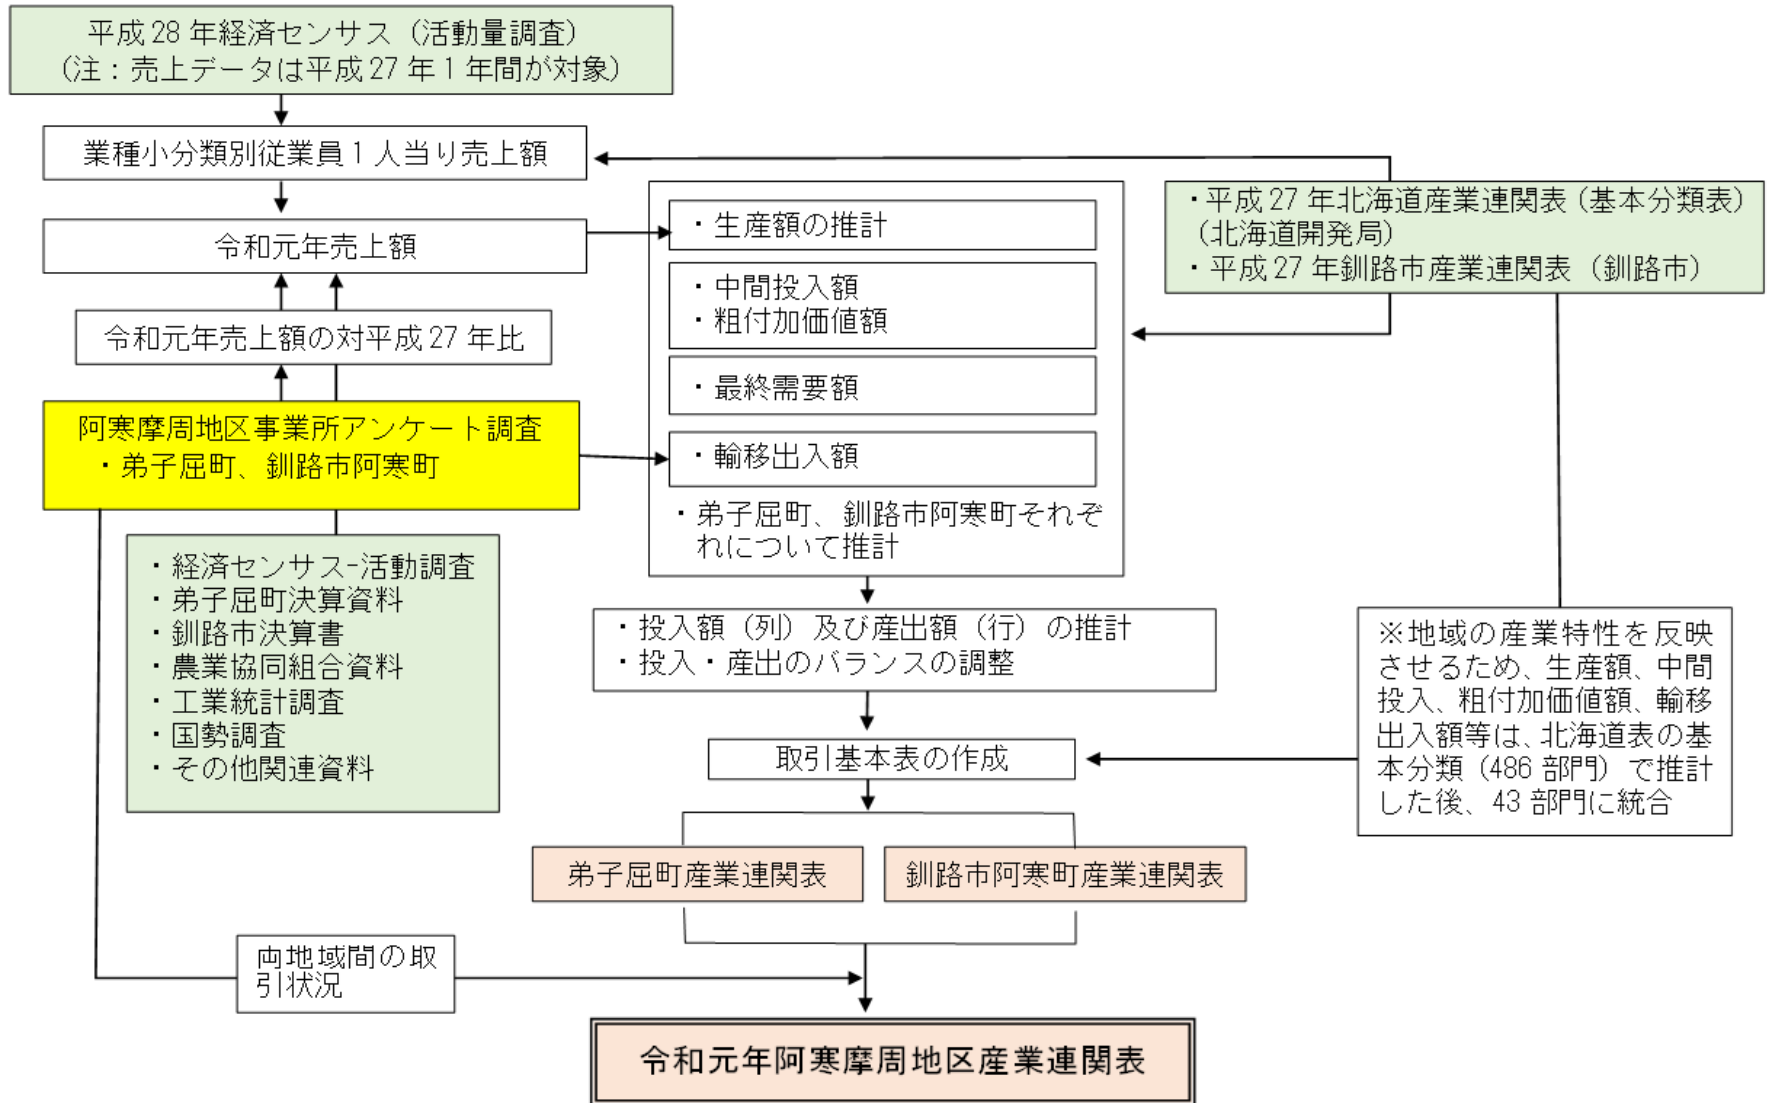 平成28年経済センサス（活動量調査）
（注：売上データは平成27年1年間が対象）
業種小分類別従業員1人当り売上額
令和元年売上額
令和元年売上額の対平成27年比
阿寒摩周地区事業所アンケート調査
・弟子屈町、釧路市阿寒町
・経済センサス-活動調査
・弟子屈町決算資料
・釧路市決算書
・農業協同組合資料
・工業統計調査
・国勢調査
・その他関連資料
・生産額の推計
・中間投入額
・粗付加価値額
・最終需要額
・輸移出入額
・弟子屈町、釧路市阿寒町それぞ
れについて推計
・平成27年北海道産業連関表（基本分類表）
（北海道開発局）
・平成27年釧路市産業連関表（釧路市）
・投入額（列）及び産出額（行）の推計
・投入・産出のバランスの調整
※地域の産業特性を反映
させるため、生産額、中間
投入、粗付加価値額、輸移
出入額等は、北海道表の基
本分類（486部門）で推計
した後、43部門に統合
取引基本表の作成
弟子屈町産業連関表
釧路市阿寒町産業連関表
両地域間の取
引状況
令和元年阿寒摩周地区産業連関表